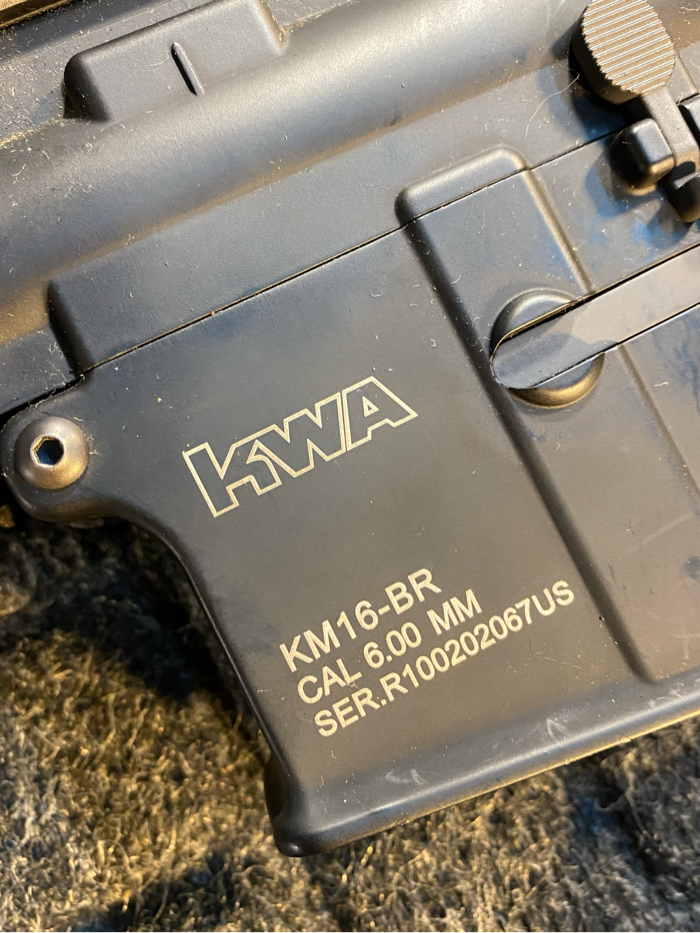 KWA
KM16-BR
CAL 6.00 MM
SER.R100202067US